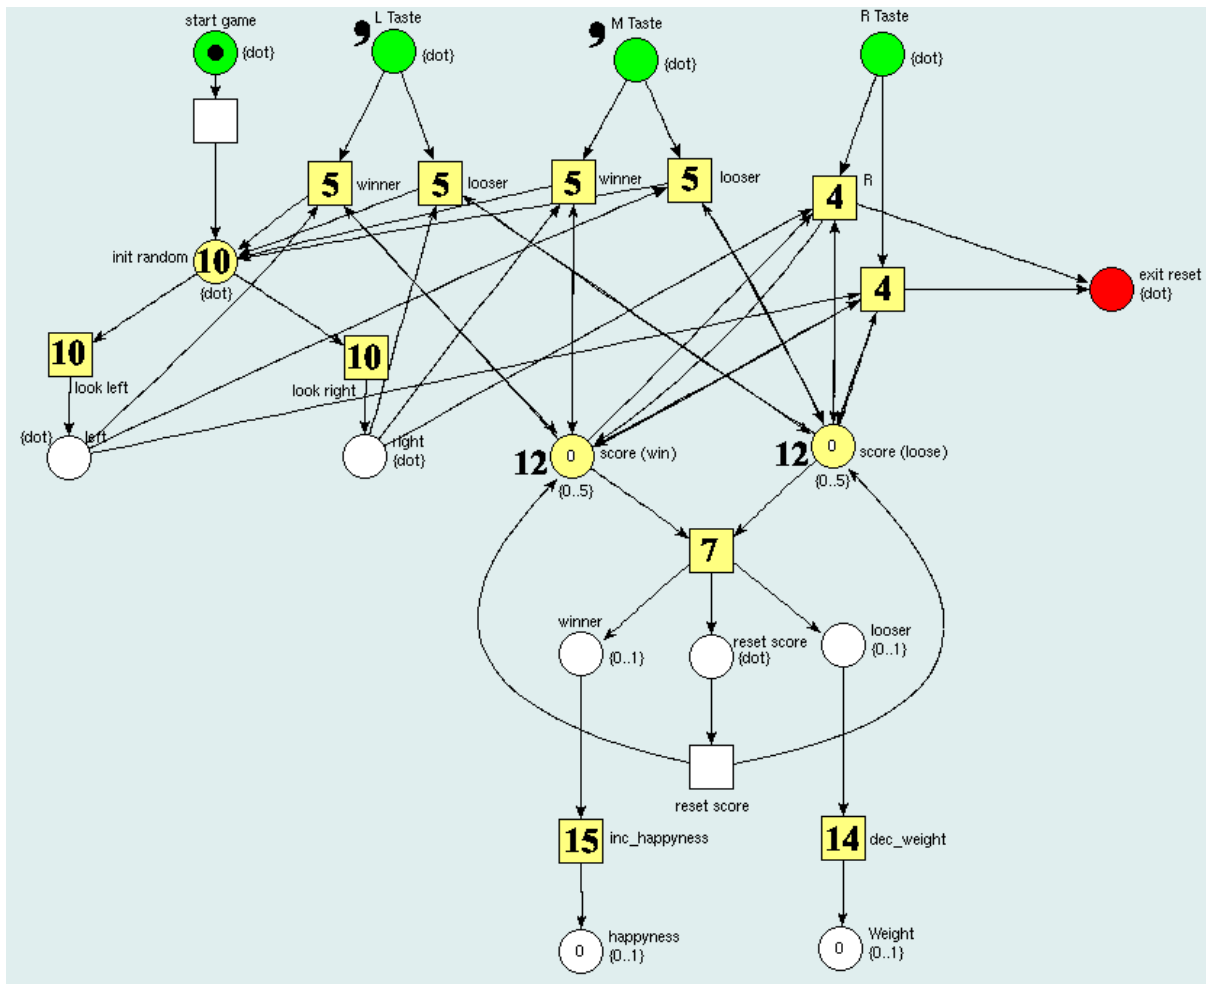 start game
{dot}
, L Taste
{dot}
, M Taste
{dot}
R Taste
{dot}
5 winner
5 looser
5 winner
5 looser
4 R
init random 10
{dot}
4
exit reset
{dot}
10
look left
10
look right
{dot} left
right
{dot}
12 0 score (win)
{0..5}
12 0 score (loose)
{0..5}
7
winner
{0..1}
reset score
{dot}
looser
{0..1}
reset score
15 inc_happyness
14 dec_weight
0 happyness
{0..1}
0 Weight
{0..1}